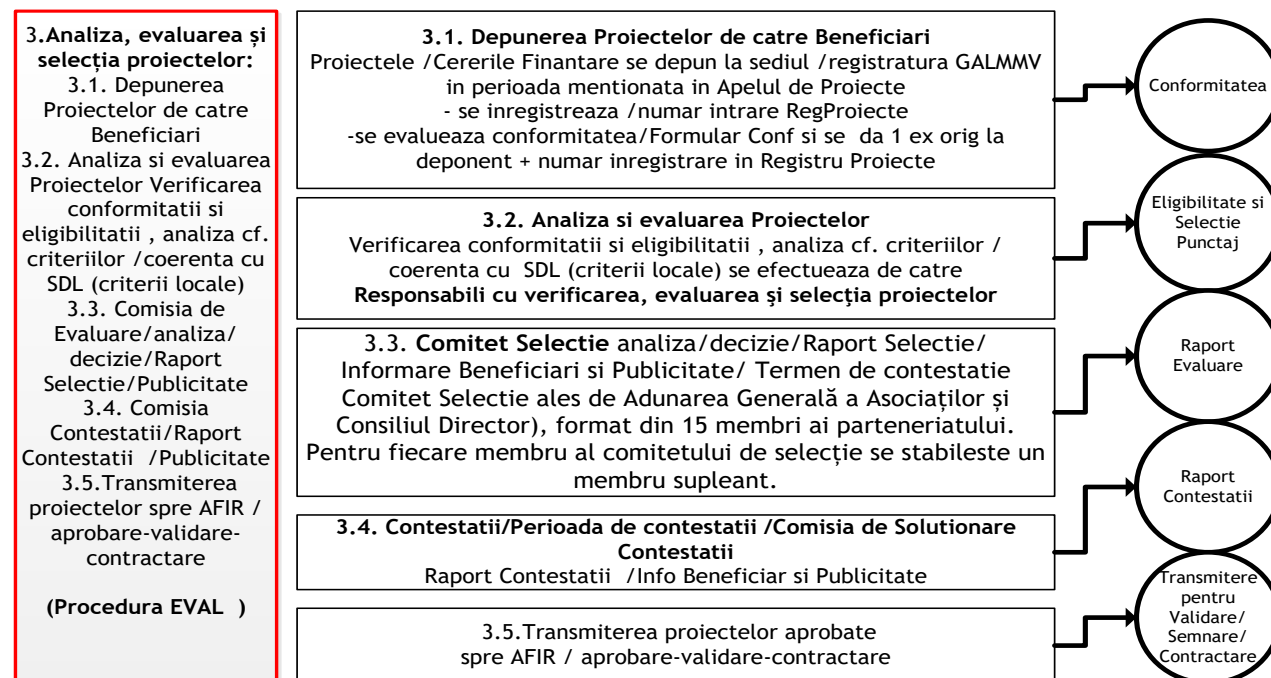 3.Analiza, evaluarea și
selecția proiectelor:
3.1. Depunerea
Proiectelor de catre
Beneficiari
3.2. Analiza si evaluarea
Proiectelor Verificarea
conformitatii si
eligibilitatii , analiza cf.
criteriilor /coerenta cu
SDL (criterii locale)
3.3. Comisia de
Evaluare/analiza/
decizie/Raport
Selectie/Publicitate
3.4. Comisia
Contestatii/Raport
Contestatii /Publicitate
3.5.Transmiterea
proiectelor spre AFIR /
aprobare-validare-
contractare
(Procedura EVAL )
3.1. Depunerea Proiectelor de catre Beneficiari
Proiectele /Cererile Finantare se depun la sediul /registratura GALMMV
in perioada mentionata in Apelul de Proiecte
- se inregistreaza /numar intrare RegProiecte
-se evalueaza conformitatea/Formular Conf si se da 1 ex orig la
deponent + numar inregistrare in Registru Proiecte
Conformitatea
3.2. Analiza si evaluarea Proiectelor
Verificarea conformitatii si eligibilitatii , analiza cf. criteriilor /
coerenta cu SDL (criterii locale) se efectueaza de catre
Responsabili cu verificarea, evaluarea şi selecția proiectelor
Eligibilitate si
Selectie
Punctaj
3.3. Comitet Selectie analiza/decizie/Raport Selectie/
Informare Beneficiari si Publicitate/ Termen de contestatie
Comitet Selectie ales de Adunarea Generală a Asociaților și
Consiliul Director), format din 15 membri ai parteneriatului.
Pentru fiecare membru al comitetului de selecție se stabileste un
membru supleant.
Raport
Evaluare
3.4. Contestatii/Perioada de contestatii /Comisia de Solutionare
Contestatii
Raport Contestatii /Info Beneficiar si Publicitate
Raport
Contestatii
3.5.Transmiterea proiectelor aprobate
spre AFIR / aprobare-validare-contractare
Transmitere
pentru
Validare/
Semnare/
Contractare